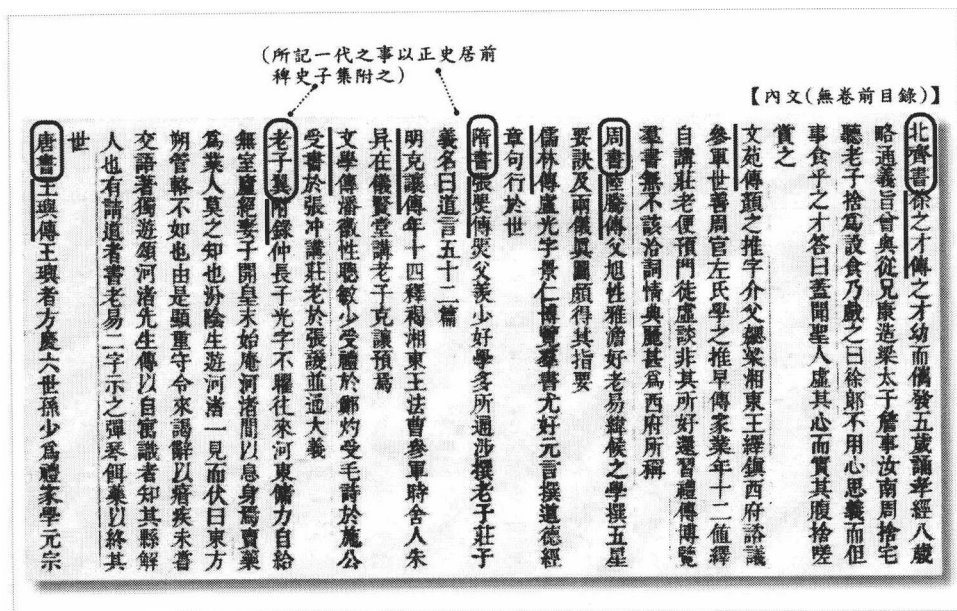 (所記一代之事以正史居前
稗史子集附之)
【內文(無卷前目錄)】
北齊書徐之才傳之才幼而儁發五歲誦孝經八歲
略通義旨曾與從兄康造梁太子詹事汝南周捨宅
聽老子捨爲設食乃戲之曰徐郎不用心思義而但
事食乎之才答曰蓋聞聖人虛其心而實其腹捨嗟
賞之
文苑傳顏之推字介父勰梁湘東王繹鎮西府諮議
參軍世善周官左氏學之推早傳家業年十二值繹
自講莊老便預門徒虛談非其所好還習禮傳博覽
羣書無不該洽詞情典麗甚爲西府所稱
周書陸騰傳父旭性雅澹好老易緯候之學撰五星
要訣及兩儀眞圖頗得其指要
儒林傳盧光字景仁博覽羣書尤好元言撰道德經
章句行於世
隋書張煚傳煚父羨少好學多所通涉撰老子莊子
義名曰道言五十二篇
明克讓傳年十四釋褐湘東王法曹參軍時舍人朱
异在儀賢堂講老子克讓預焉
文學傳潘徽性聰敏少受禮於鄭灼受毛詩於施公
受書於張冲講莊老於張譏並通大義
老子翼附錄仲長子光字不曜往來河東傭力自給
無室廬絕妻子開皇末始庵河渚間以息身焉賣藥
爲業人莫之知也汾陰生遊河渚一見而伏曰東方
朔管輅不如也由是顯重守令來謁辭以瘖疾未嘗
交語者獨遊頌河渚先生傳以自寓識者知其縣解
人也有請道者書老易二字示之彈琴餌藥以終其
世
唐書王璵傳王璵者方慶六世孫少爲禮家學元宗